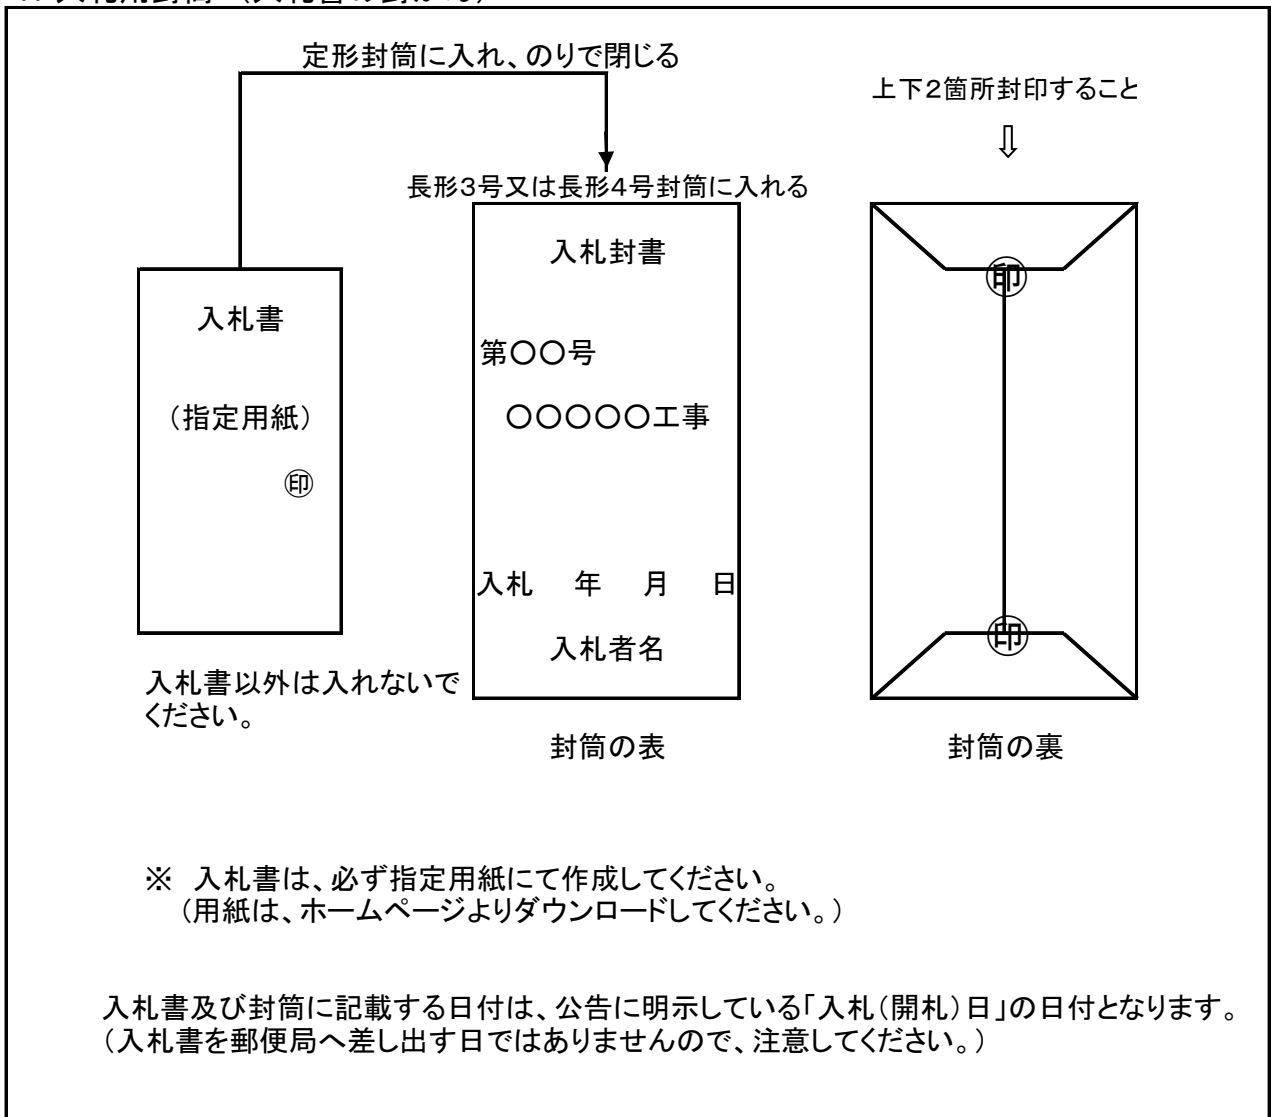 定形封筒に入れ、のりで閉じる
上下2箇所封印すること
⇩
長形3号又は長形4号封筒に入れる
入札書
(指定用紙)
㊞
入札書以外は入れないで
ください。
入札封書
第〇〇号
〇〇〇〇〇工事
入札 年 月 日
入札者名
封筒の表
㊞
㊞
封筒の裏
※ 入札書は、必ず指定用紙にて作成してください。
(用紙は、ホームページよりダウンロードしてください。)
入札書及び封筒に記載する日付は、公告に明示している「入札(開札)日」の日付となります。
(入札書を郵便局へ差し出す日ではありませんので、注意してください。)